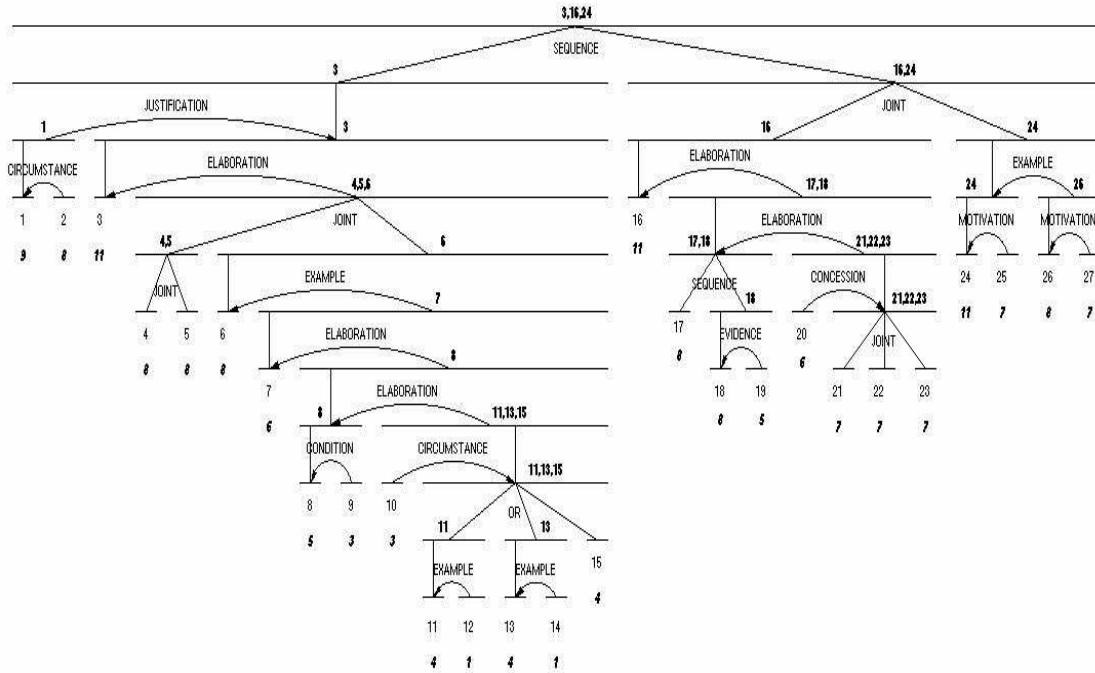 3,16,24
SEQUENCE
3 16,24
JUSTIFICATION JOINT
1 3 16 24
CIRCUMSTANCE ELABORATION ELABORATION EXAMPLE
4,5,6 17,18 24 26
1 2 3 JOINT 16 ELABORATION MOTIVATION MOTIVATION
9 8 11 4,5 6 11 17,18 21,22,23 24 25 26 27
JOINT EXAMPLE SEQUENCE 18 CONCESSION 21,22,23 11 7 8 7
4 5 6 7 17 EVIDENCE 20 JOINT
8 8 8 ELABORATION 8 18 19 6 21 22 23
7 8 8 5 7 7 7
6 ELABORATION
8 11,13,15
CONDITION CIRCUMSTANCE
11,13,15
8 9 10 OR
5 3 3 11 13
EXAMPLE EXAMPLE 15
4
11 12 13 14
4 1 4 1